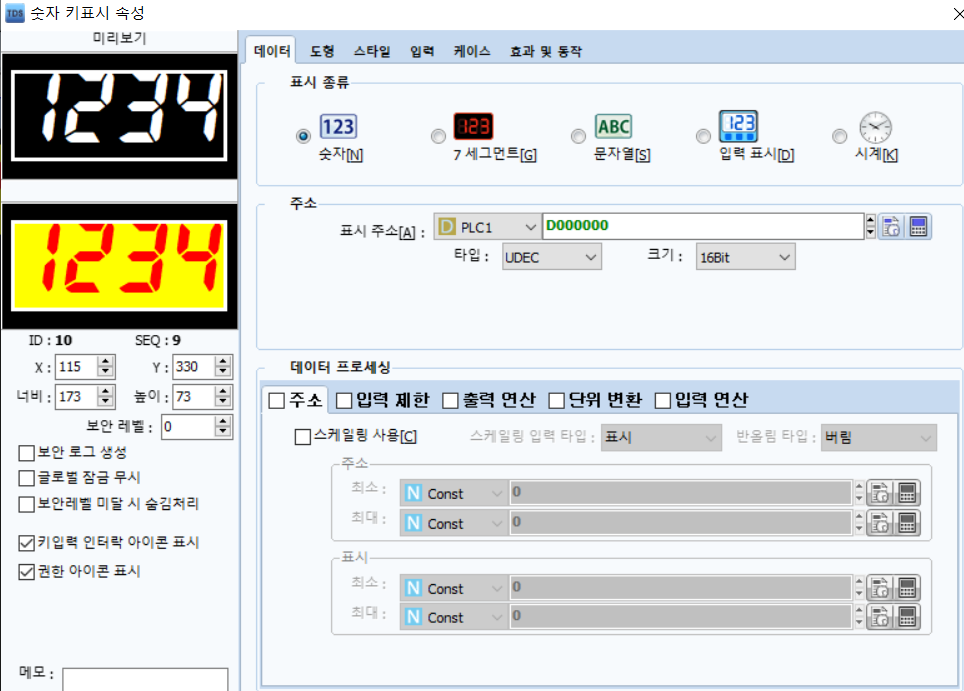 TDS 숫자 키표시 속성
미리보기
1234
1234
ID : 10 SEQ : 9
X : 115 Y : 330
너비 : 173 높이 : 73
보안 레벨 : 0
보안 로그 생성
글로벌 잠금 무시
보안레벨 미달 시 숨김처리
키입력 인터락 아이콘 표시
권한 아이콘 표시
메모 :
데이터 도형 스타일 입력 케이스 효과 및 동작
표시 종류
123 123 ABC 123
숫자[N] 7 세그먼트[G] 문자열[S] 입력 표시[D] 시계[K]
주소
표시 주소[A] : D PLC1 D000000
타입 : UDEC 크기 : 16Bit
데이터 프로세싱
주소 입력 제한 출력 연산 단위 변환 입력 연산
스케일링 사용[C] 스케일링 입력 타입 : 표시 반올림 타입 : 버림
주소
최소 : N Const 0
최대 : N Const 0
표시
최소 : N Const 0
최대 : N Const 0